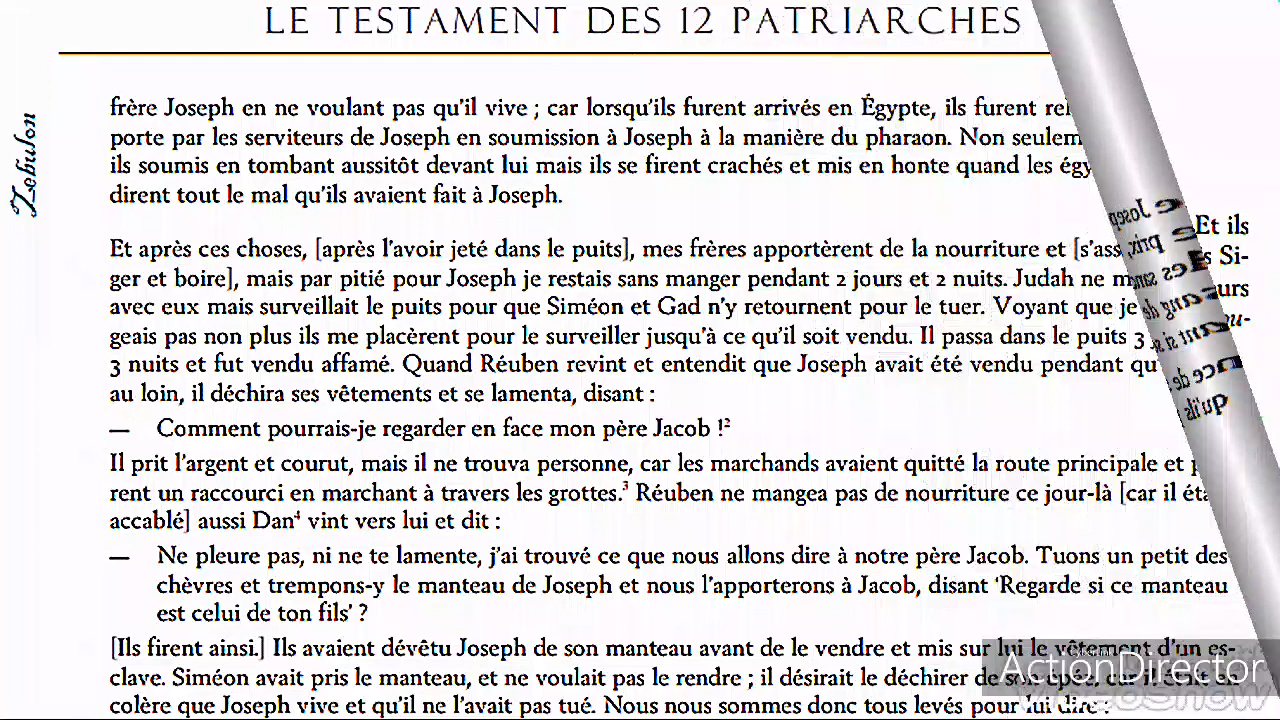 LE TESTAMENT DES 12 PATRIARCHES
Zebulon
frère Joseph en ne voulant pas qu'il vive ; car lorsqu'ils furent arrivés en Égypte, ils furent
porte par les serviteurs de Joseph en soumission à Joseph à la manière du pharaon. Non
ils soumis en tombant aussitôt devant lui mais ils se firent crachés et mis en honte quand les
dirent tout le mal qu'ils avaient fait à Joseph.
Et ils
Et après ces choses, [après l'avoir jeté dans le puits], mes frères apportèrent de la nourriture et
ger et boire], mais par pitié pour Joseph je restais sans manger pendant 2 jours et 2 nuits. Judah ne
avec eux mais surveillait le puits pour que Siméon et Gad n'y retournent pour le tuer. Voyant que je
geais pas non plus ils me placèrent pour le surveiller jusqu'à ce qu'il soit vendu. Il passa dans le puits 3
3 nuits et fut vendu affamé. Quand Réuben revint et entendit que Joseph avait été vendu pendant
au loin, il déchira ses vêtements et se lamenta, disant :
— Comment pourrais-je regarder en face mon père Jacob !²
Il prit l'argent et courut, mais il ne trouva personne, car les marchands avaient quitté la route principale et
rent un raccourci en marchant à travers les grottes.³ Réuben ne mangea pas de nourriture ce jour-là [car il
accablé] aussi Dan⁴ vint vers lui et dit :
— Ne pleure pas, ni ne te lamente, j'ai trouvé ce que nous allons dire à notre père Jacob. Tuons un petit des
chèvres et trempons-y le manteau de Joseph et nous l'apporterons à Jacob, disant 'Regarde si ce manteau
est celui de ton fils' ?
[Ils firent ainsi.] Ils avaient dévêtu Joseph de son manteau avant de le vendre et mis sur lui le vêtement d'un es-
clave. Siméon avait pris le manteau, et ne voulait pas le rendre ; il désirait le déchirer de
colère que Joseph vive et qu'il ne l'avait pas tué. Nous nous sommes donc tous levés pour lui dire :
ActionDirector